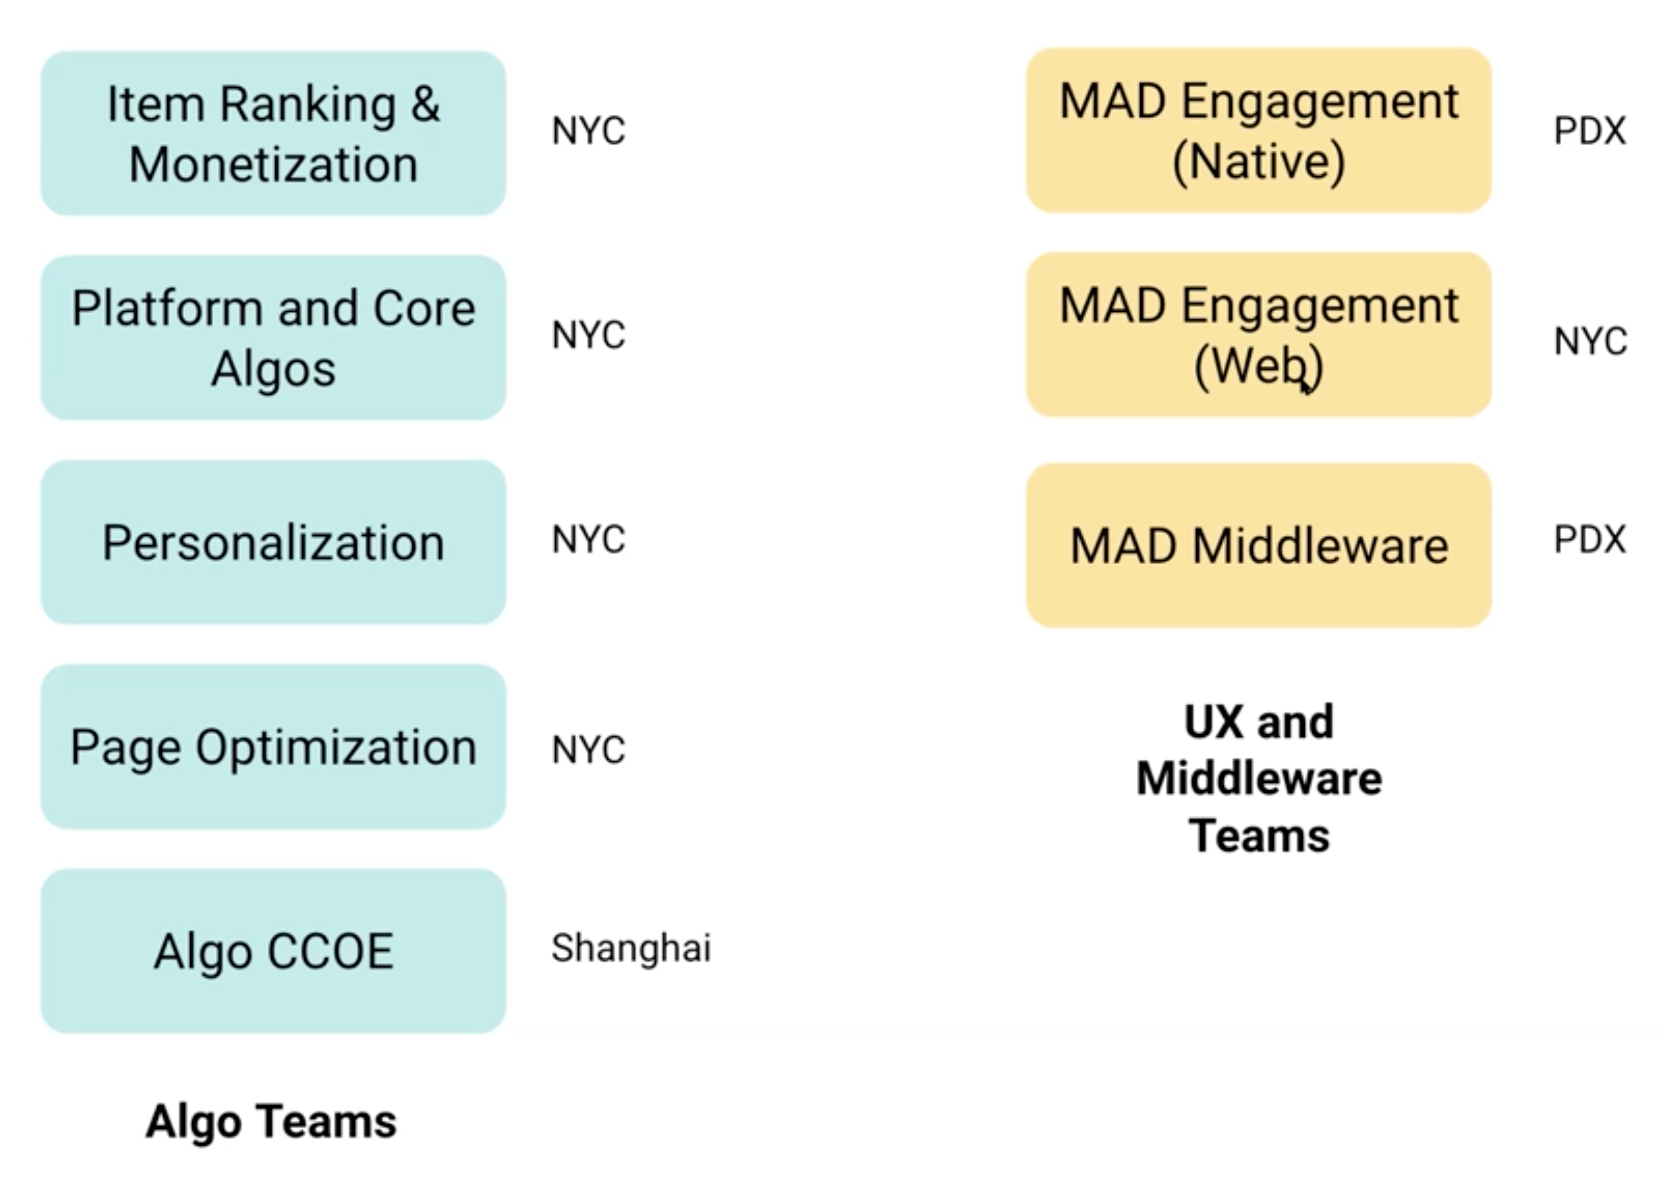 Item Ranking &
Monetization
NYC
Platform and Core
Algos
NYC
Personalization
NYC
Page Optimization
NYC
Algo CCOE
Shanghai
Algo Teams
MAD Engagement
(Native)
PDX
MAD Engagement
(Web)
NYC
MAD Middleware
PDX
UX and
Middleware
Teams